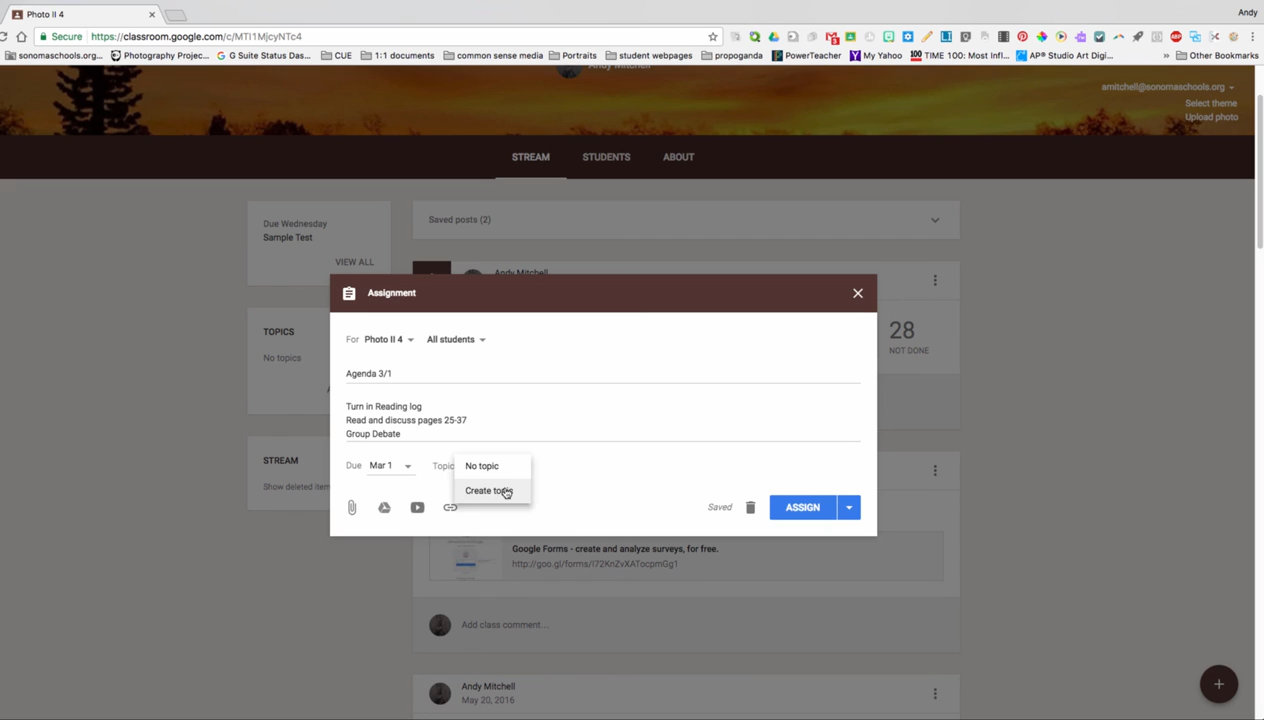 Photo II 4
Andy
Secure https://classroom.google.com/c/MTI1MjcyNTc4
sonomaschools.org...
Photography Projec...
G Suite Status Das...
CUE
1:1 documents
common sense media
Portraits
student webpages
propoganda
PowerTeacher
My Yahoo
TIME 100: Most Infl...
AP® Studio Art Digi...
» Other Bookmarks
Andy Mitchell
amitchell@sonomaschools.org
Select theme
Upload photo
STREAM
STUDENTS
ABOUT
Due Wednesday
Sample Test
VIEW ALL
Saved posts (2)
Andy Mitchell
TOPICS
No topics
28
NOT DONE
Assignment
For Photo II 4 All students
Agenda 3/1
Turn in Reading log
Read and discuss pages 25-37
Group Debate
Due Mar 1 Topic
No topic
Create topic
Saved
ASSIGN
STREAM
Google Forms - create and analyze surveys, for free.
Add class comment...
Andy Mitchell
May 20, 2016